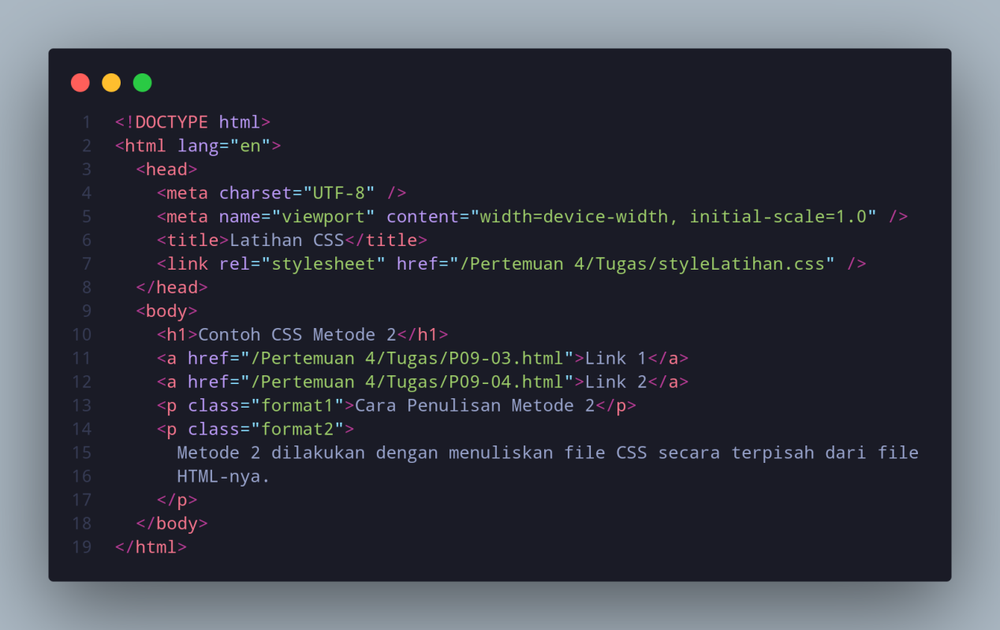 1 <!DOCTYPE html>
2 <html lang="en">
3   <head>
4     <meta charset="UTF-8" />
5     <meta name="viewport" content="width=device-width, initial-scale=1.0" />
6     <title>Latihan CSS</title>
7     <link rel="stylesheet" href="/Pertemuan 4/Tugas/styleLatihan.css" />
8   </head>
9   <body>
10     <h1>Contoh CSS Metode 2</h1>
11     <a href="/Pertemuan 4/Tugas/P09-03.html">Link 1</a>
12     <a href="/Pertemuan 4/Tugas/P09-04.html">Link 2</a>
13     <p class="format1">Cara Penulisan Metode 2</p>
14     <p class="format2">
15       Metode 2 dilakukan dengan menuliskan file CSS secara terpisah dari file
16       HTML-nya.
17     </p>
18   </body>
19 </html>